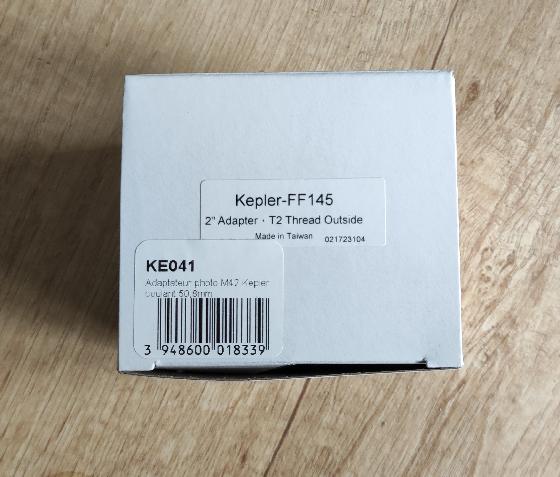 Kepler-FF145
2" Adapter · T2 Thread Outside
Made in Taiwan 021723104
KE041
Adaptateur photo M42 Kepler
coulant 50,8mm
3 948600 018339